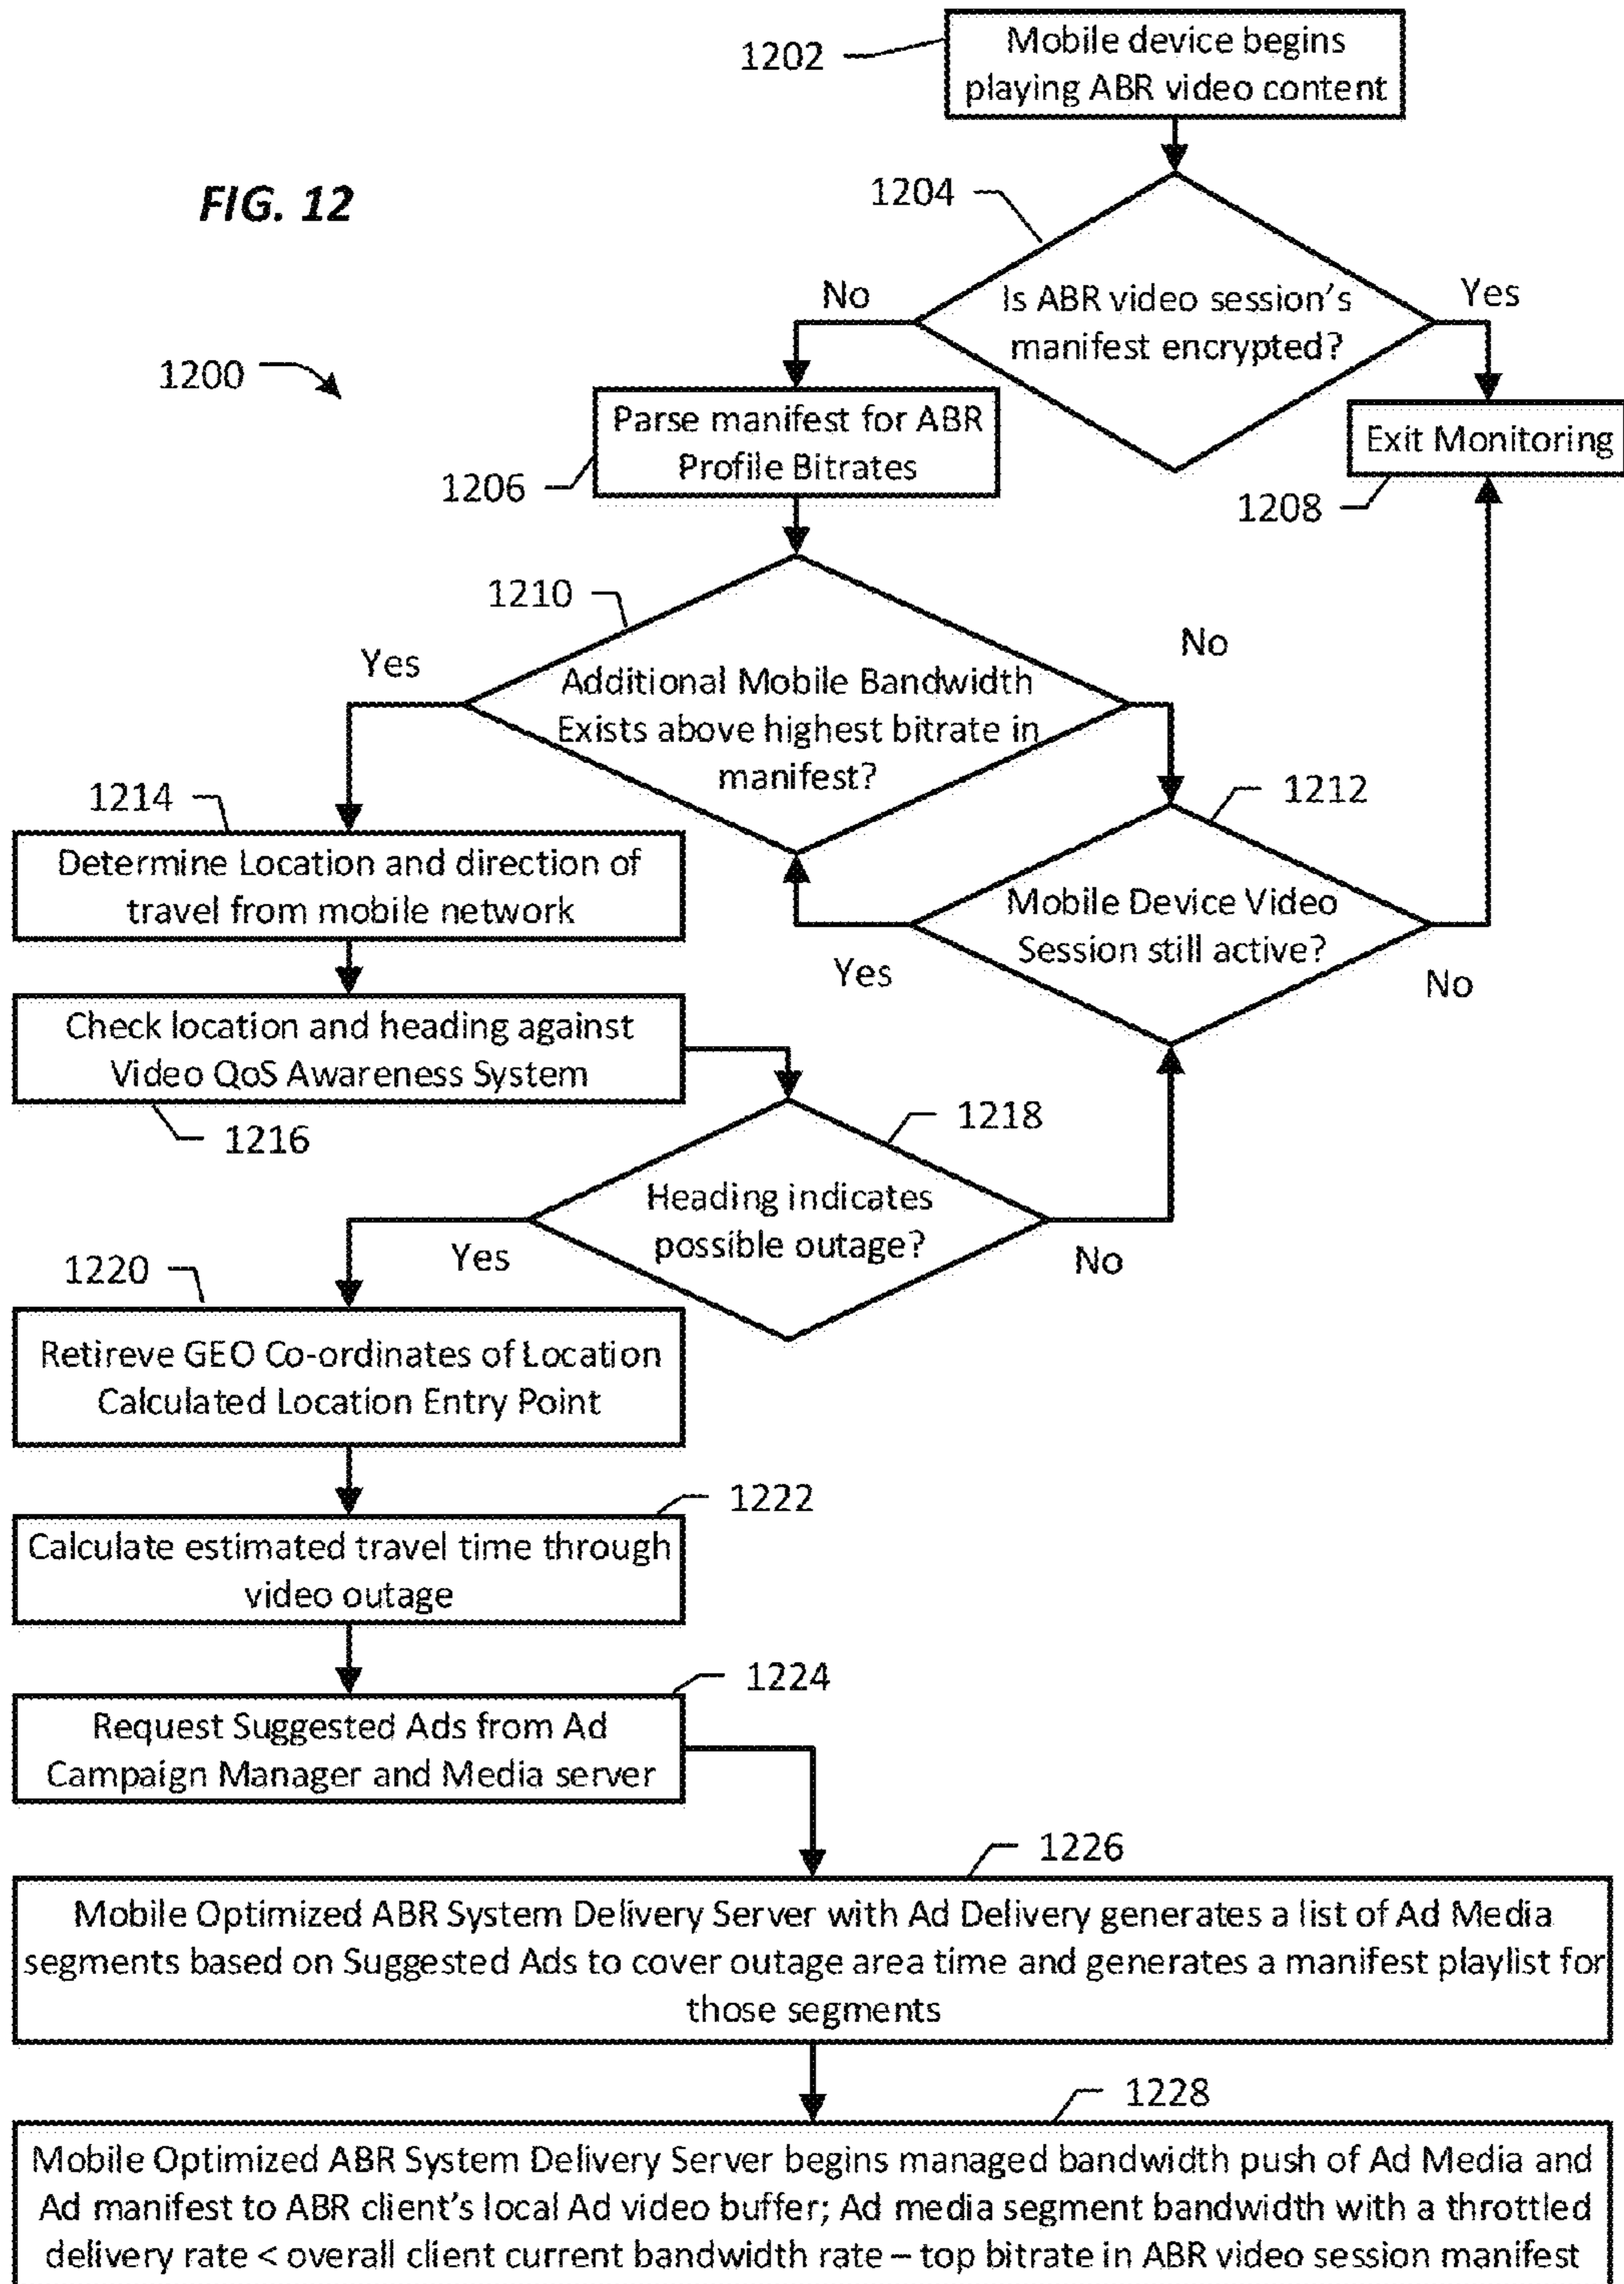 1202
Mobile device begins
playing ABR video content
FIG. 12
1204
No
Is ABR video session's
manifest encrypted?
Yes
1200
Parse manifest for ABR
Profile Bitrates
1206
Exit Monitoring
1208
1210
Yes
Additional Mobile Bandwidth
Exists above highest bitrate in
manifest?
No
1212
1214
Determine Location and direction of
travel from mobile network
Mobile Device Video
Session still active?
Yes
No
Check location and heading against
Video QoS Awareness System
1216
1218
Heading indicates
possible outage?
Yes
No
1220
Retireve GEO Co-ordinates of Location
Calculated Location Entry Point
1222
Calculate estimated travel time through
video outage
1224
Request Suggested Ads from Ad
Campaign Manager and Media server
1226
Mobile Optimized ABR System Delivery Server with Ad Delivery generates a list of Ad Media
segments based on Suggested Ads to cover outage area time and generates a manifest playlist for
those segments
1228
Mobile Optimized ABR System Delivery Server begins managed bandwidth push of Ad Media and
Ad manifest to ABR client's local Ad video buffer; Ad media segment bandwidth with a throttled
delivery rate < overall client current bandwidth rate – top bitrate in ABR video session manifest